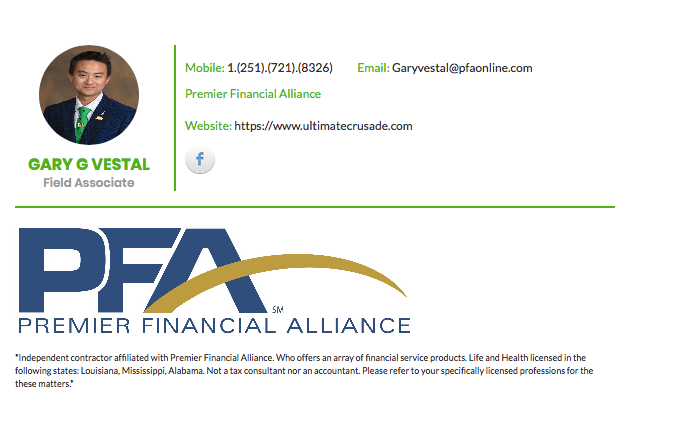 Mobile: 1.(251).(721).(8326) Email: Garyvestal@pfaonline.com
Premier Financial Alliance
Website: https://www.ultimatecrusade.com
f
GARY G VESTAL
Field Associate
PFA
SM
PREMIER FINANCIAL ALLIANCE
*Independent contractor affiliated with Premier Financial Alliance. Who offers an array of financial service products. Life and Health licensed in the
following states: Louisiana, Mississippi, Alabama. Not a tax consultant nor an accountant. Please refer to your specifically licensed professions for the
these matters.*